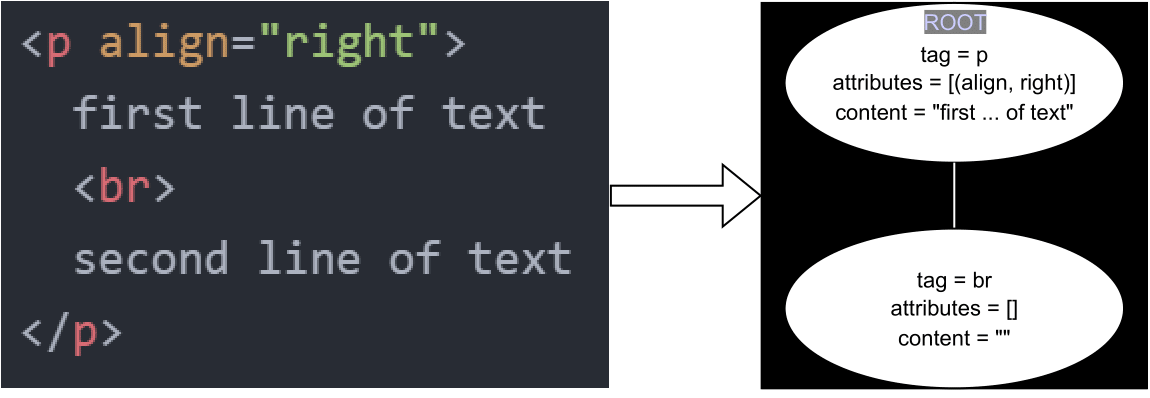 <p align="right">
first line of text
<br>
second line of text
</p>
ROOT
tag = p
attributes = [(align, right)]
content = "first ... of text"
tag = br
attributes = []
content = ""